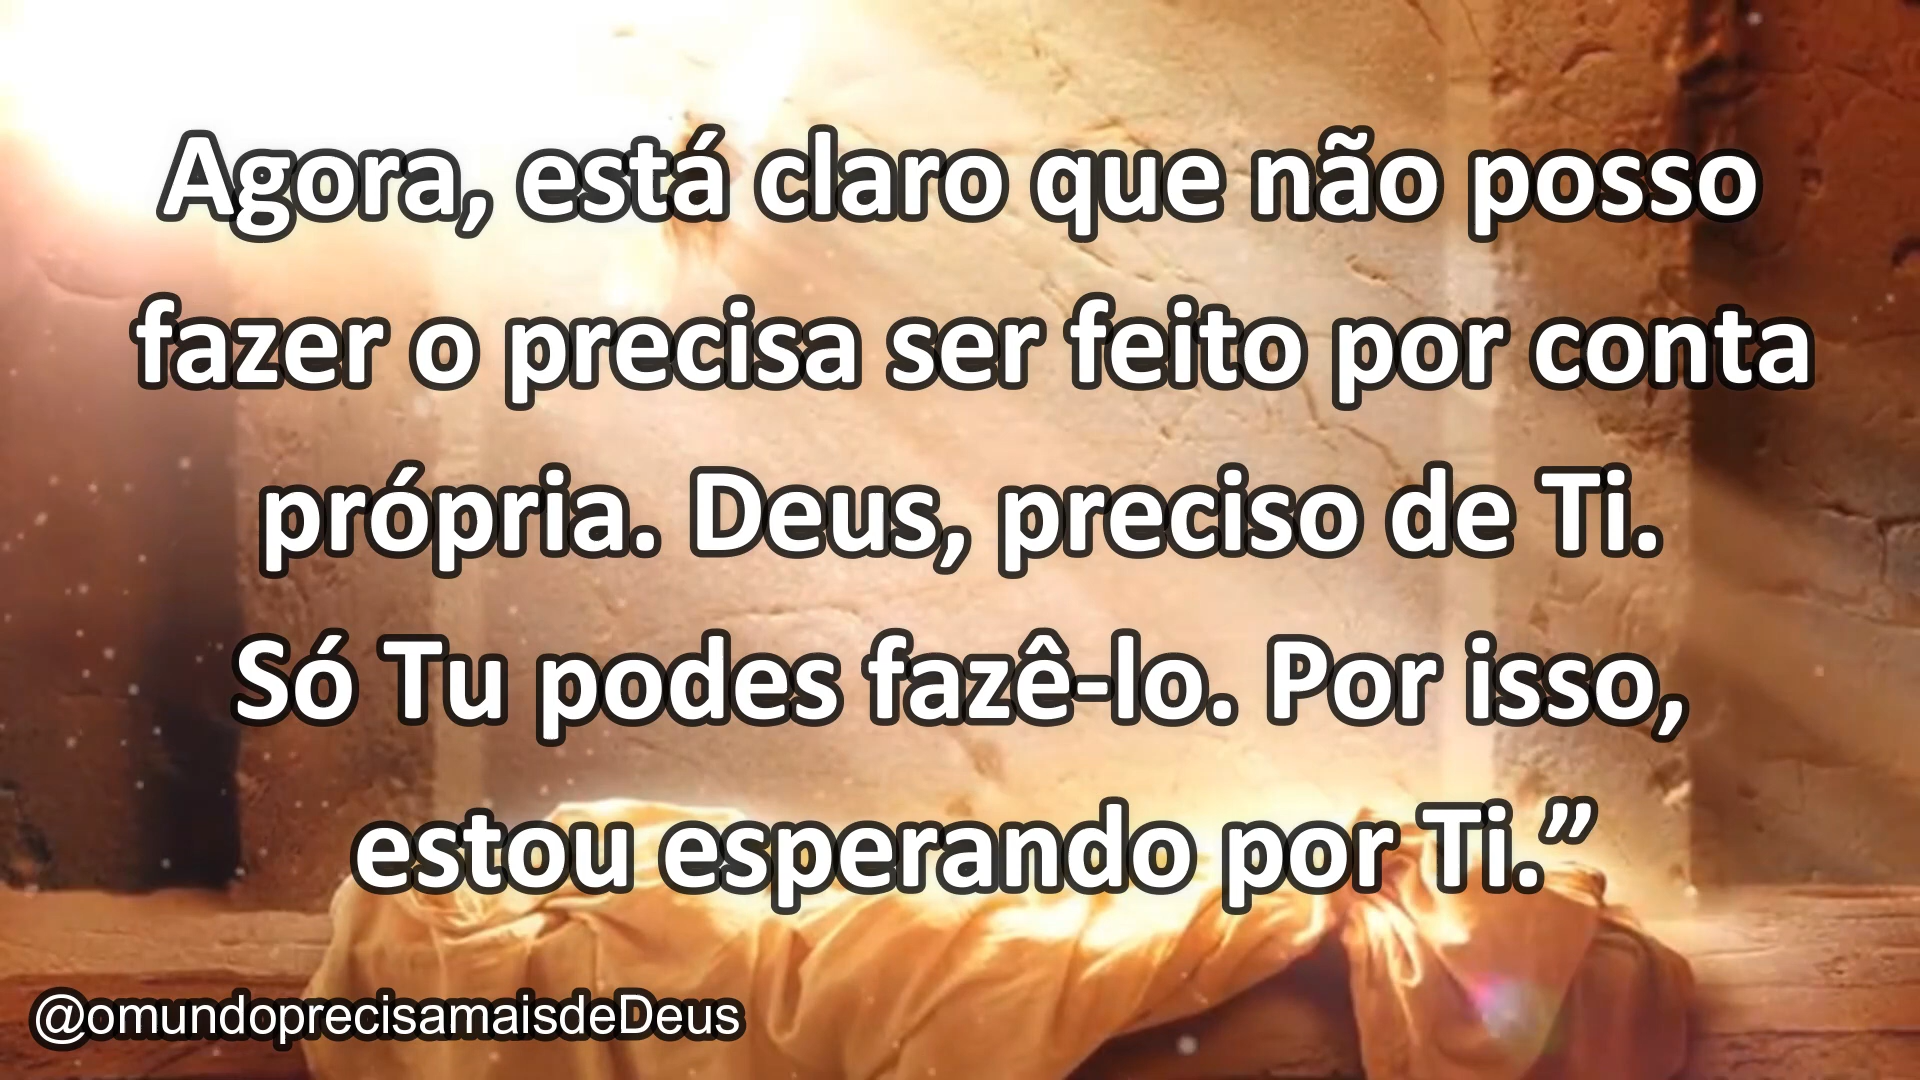 Agora, está claro que não posso
fazer o precisa ser feito por conta
própria. Deus, preciso de Ti.
Só Tu podes fazê-lo. Por isso,
estou esperando por Ti.”
@omundoprecisamaisdeDeus